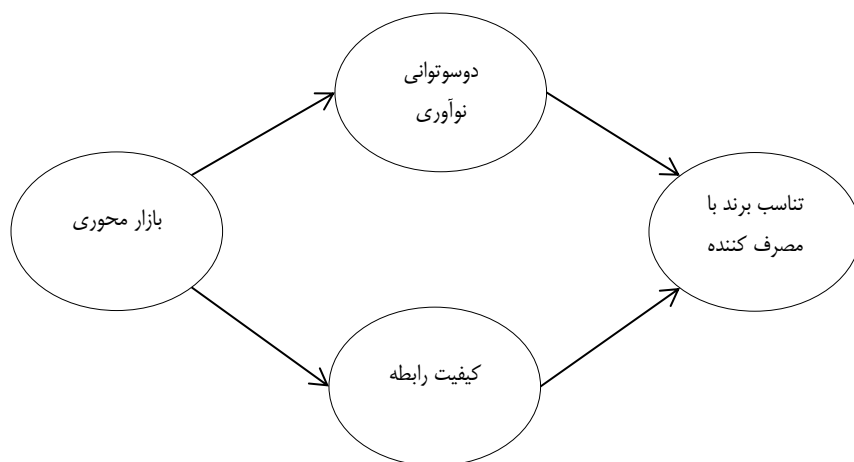 دوسوتوانی
نوآوری
بازار محوری
تناسب برند با
مصرف کننده
کیفیت رابطه